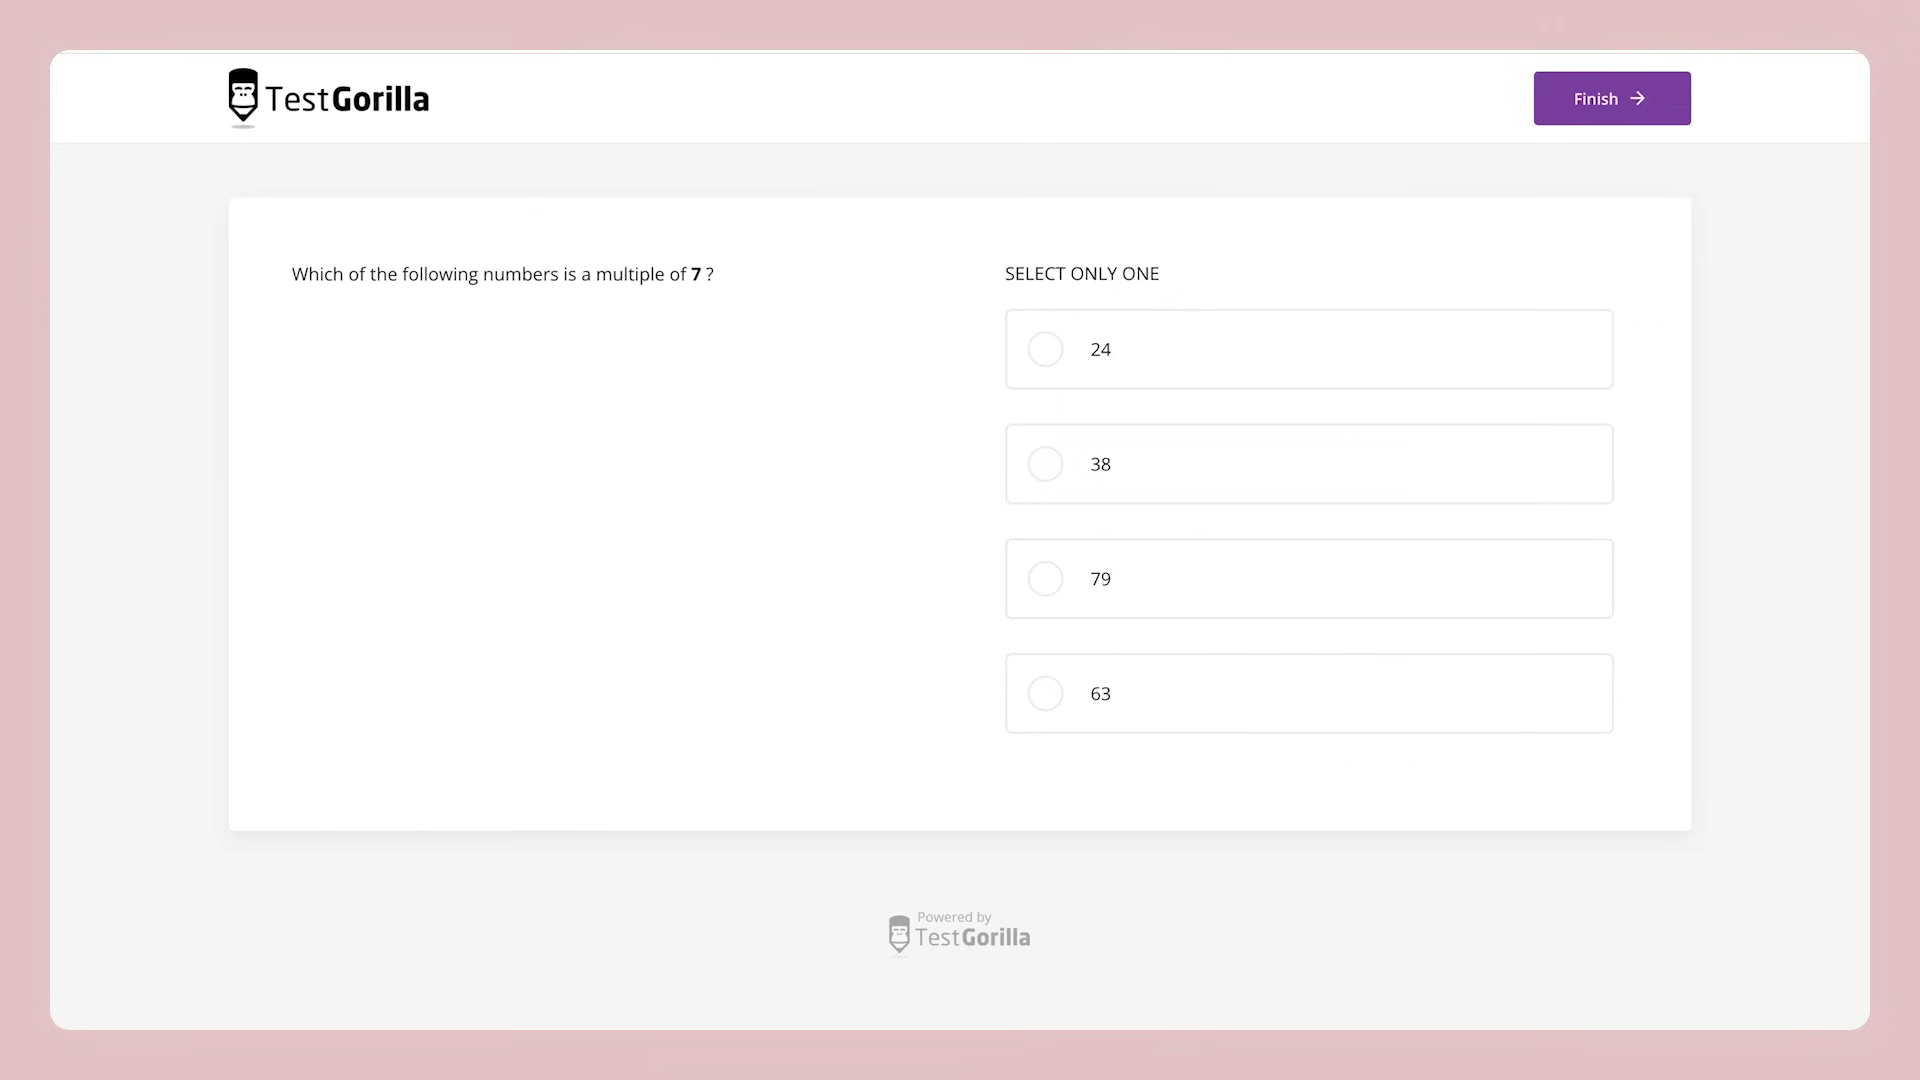 TestGorilla
Finish
Which of the following numbers is a multiple of 7 ?
SELECT ONLY ONE
24
38
79
63
Powered by
TestGorilla